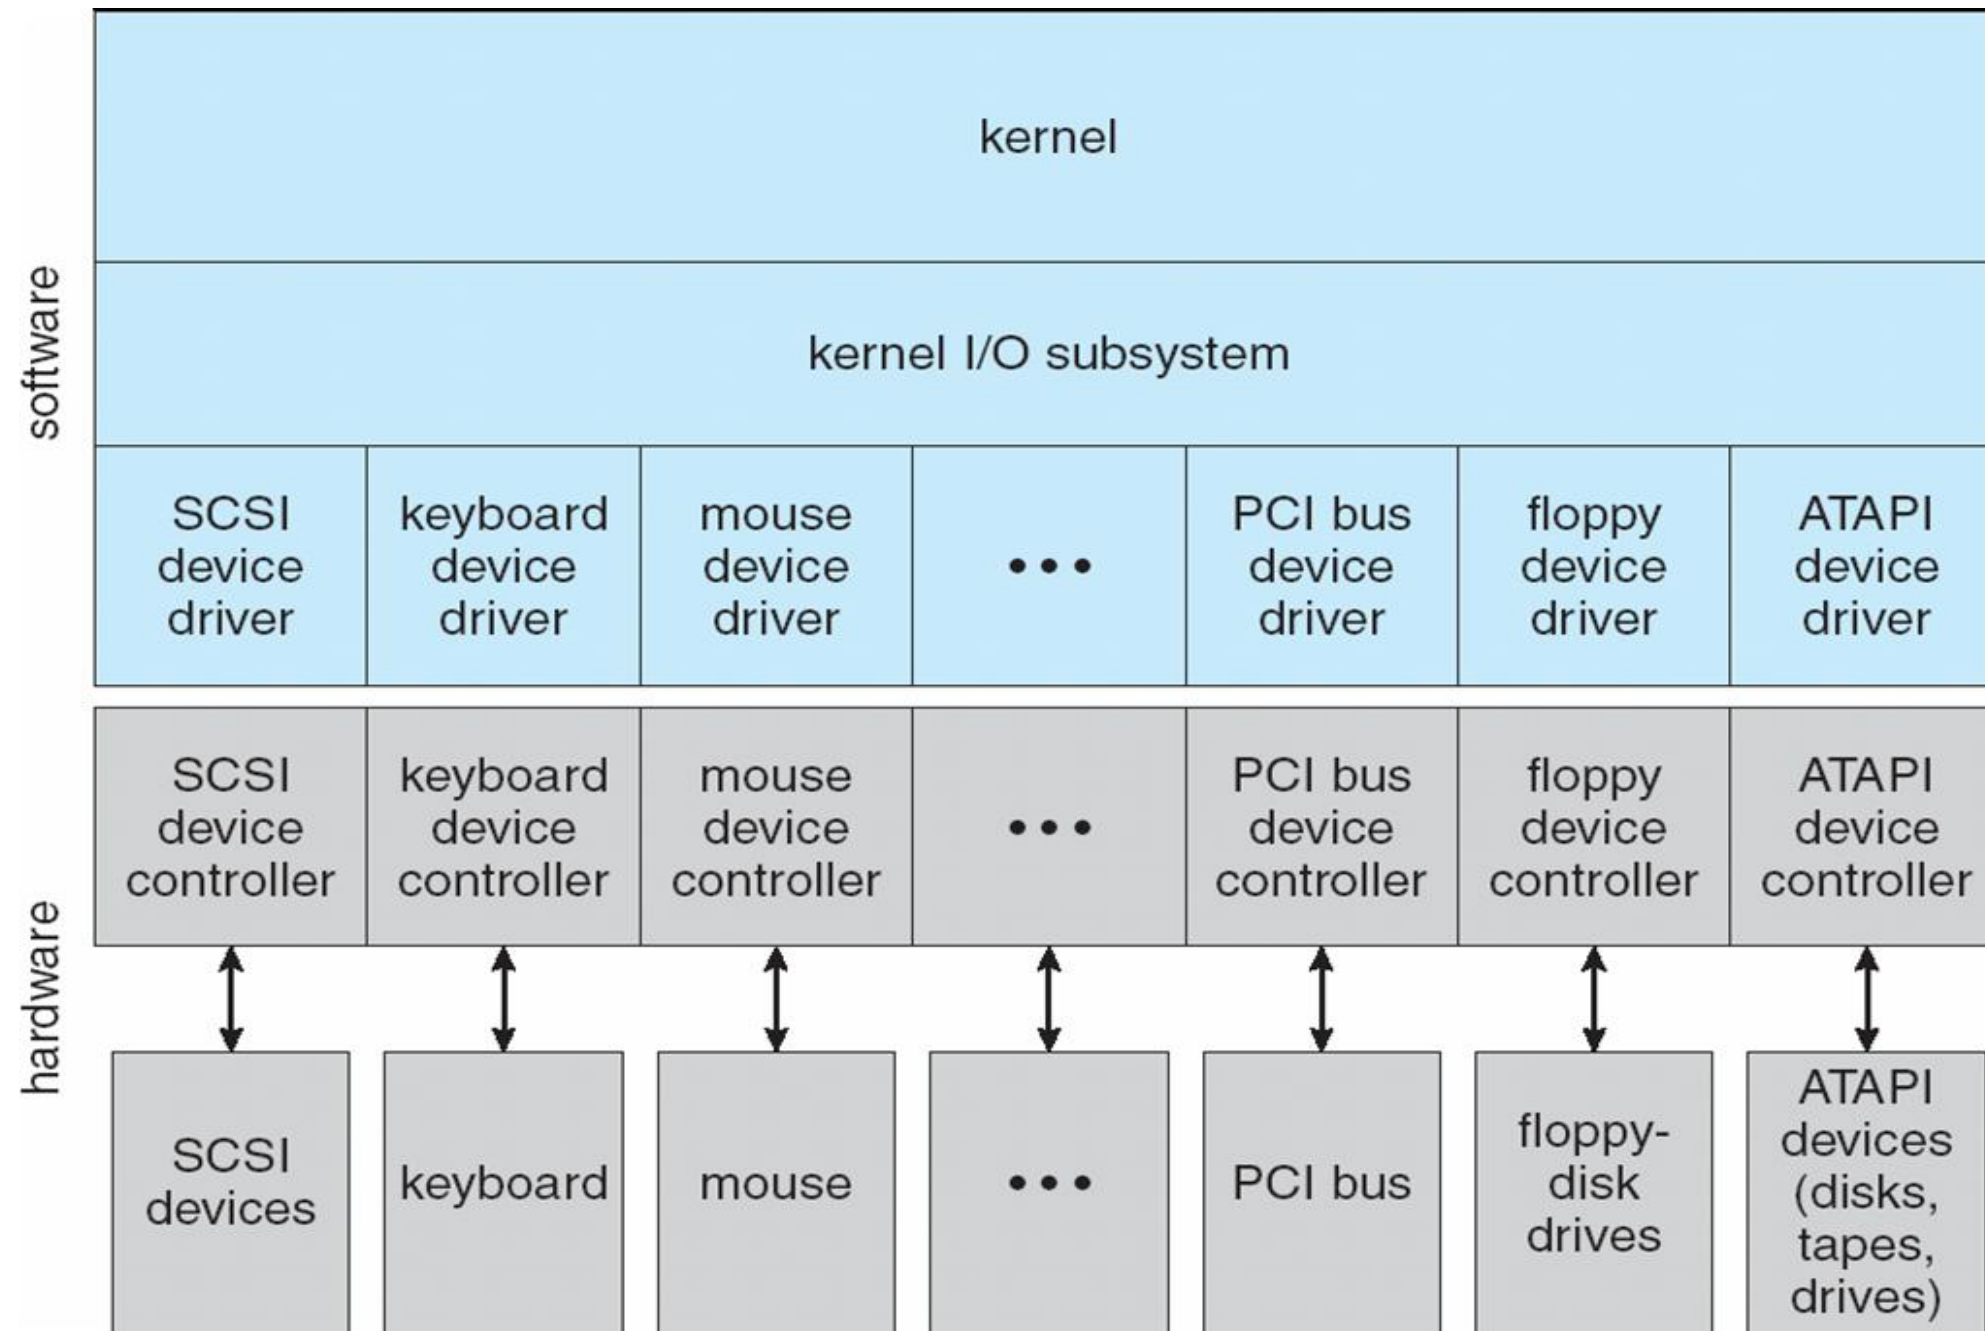 kernel
software
kernel I/O subsystem
SCSI
device
driver
keyboard
device
driver
mouse
device
driver
•••
PCI bus
device
driver
floppy
device
driver
ATAPI
device
driver
hardware
SCSI
device
controller
keyboard
device
controller
mouse
device
controller
•••
PCI bus
device
controller
floppy
device
controller
ATAPI
device
controller
SCSI
devices
keyboard
mouse
•••
PCI bus
floppy-
disk
drives
ATAPI
devices
(disks,
tapes,
drives)